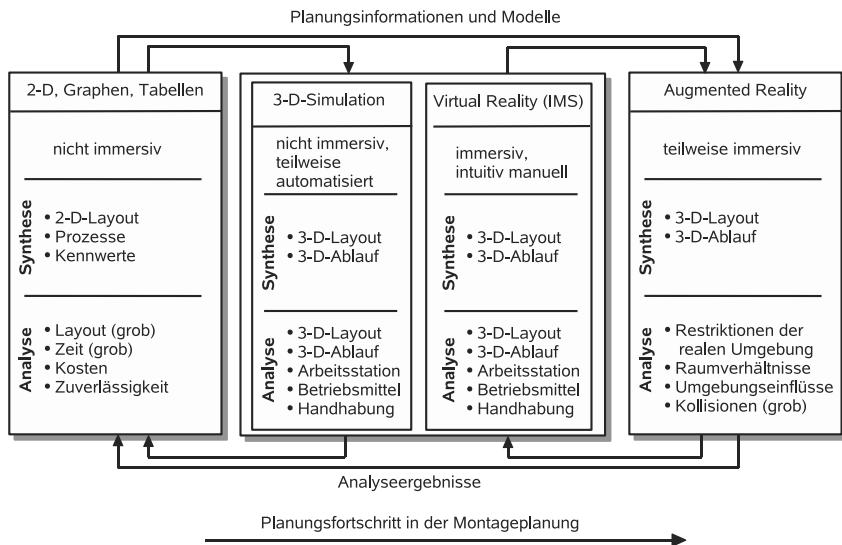 Planungsinformationen und Modelle
2-D, Graphen, Tabellen
nicht immersiv
Synthese
• 2-D-Layout
• Prozesse
• Kennwerte
Analyse
• Layout (grob)
• Zeit (grob)
• Kosten
• Zuverlässigkeit
3-D-Simulation
nicht immersiv,
teilweise
automatisiert
Synthese
• 3-D-Layout
• 3-D-Ablauf
Analyse
• 3-D-Layout
• 3-D-Ablauf
• Arbeitsstation
• Betriebsmittel
• Handhabung
Virtual Reality (IMS)
immersiv,
intuitiv manuell
Synthese
• 3-D-Layout
• 3-D-Ablauf
Analyse
• 3-D-Layout
• 3-D-Ablauf
• Arbeitsstation
• Betriebsmittel
• Handhabung
Augmented Reality
teilweise immersiv
Synthese
• 3-D-Layout
• 3-D-Ablauf
Analyse
• Restriktionen der
realen Umgebung
• Raumverhältnisse
• Umgebungseinflüsse
• Kollisionen (grob)
Analyseergebnisse
Planungsfortschritt in der Montageplanung